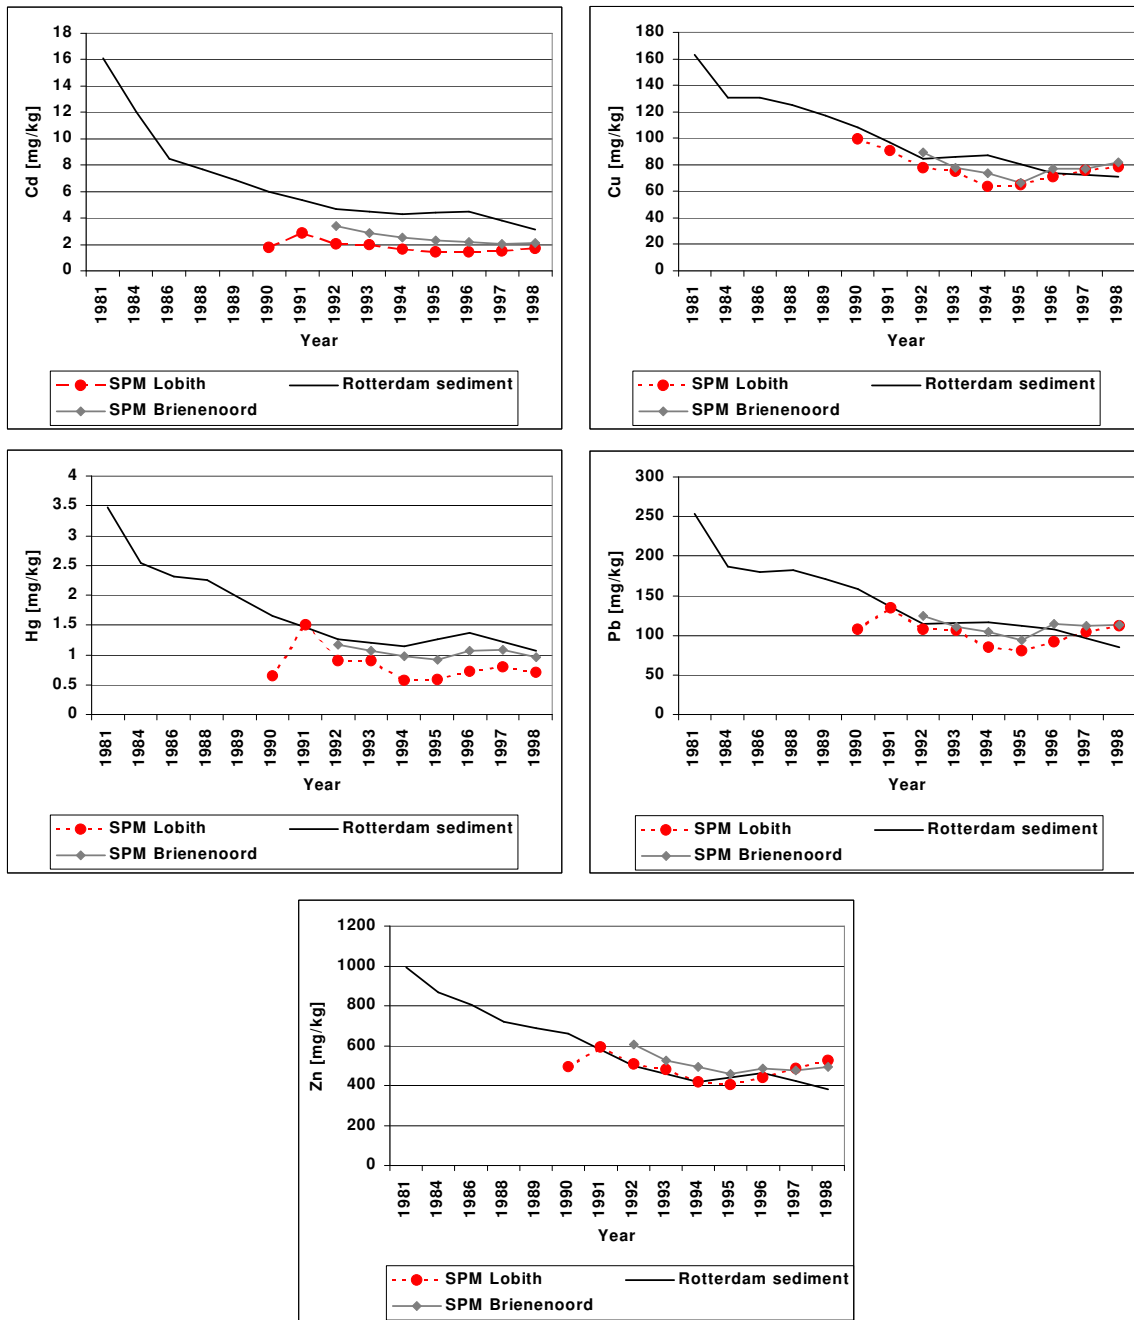 Cd [mg/kg]
18
16
14
12
10
8
6
4
2
0
1981 1984 1986 1988 1989 1990 1991 1992 1993 1994 1995 1996 1997 1998
Year
SPM Lobith Rotterdam sediment
SPM Brienenoord
Cu [mg/kg]
180
160
140
120
100
80
60
40
20
0
1981 1984 1986 1988 1989 1990 1991 1992 1993 1994 1995 1996 1997 1998
Year
SPM Lobith Rotterdam sediment
SPM Brienenoord
Hg [mg/kg]
4
3.5
3
2.5
2
1.5
1
0.5
0
1981 1984 1986 1988 1989 1990 1991 1992 1993 1994 1995 1996 1997 1998
Year
SPM Lobith Rotterdam sediment
SPM Brienenoord
Pb [mg/kg]
300
250
200
150
100
50
0
1981 1984 1986 1988 1989 1990 1991 1992 1993 1994 1995 1996 1997 1998
Year
SPM Lobith Rotterdam sediment
SPM Brienenoord
Zn [mg/kg]
1200
1000
800
600
400
200
0
1981 1984 1986 1988 1989 1990 1991 1992 1993 1994 1995 1996 1997 1998
Year
SPM Lobith Rotterdam sediment
SPM Brienenoord